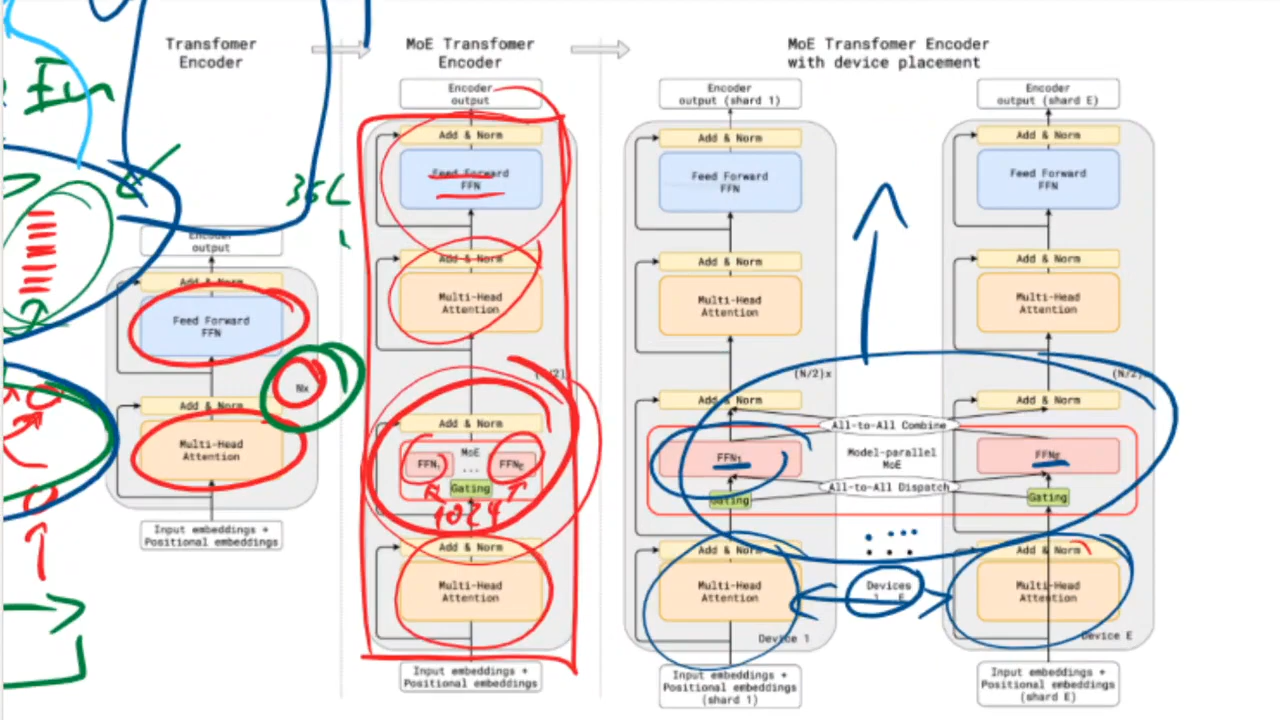 Transfomer
Encoder
Encoder
output
Add & Norm
Feed Forward
FFN
Nx
Add & Norm
Multi-Head
Attention
Input embeddings +
Positional embeddings
36L
MoE Transfomer
Encoder
Encoder
output
Add & Norm
Feed Forward
FFN
Add & Norm
Multi-Head
Attention
Add & Norm
MoE
FFN
...
FFN
Gating
1024
Add & Norm
Multi-Head
Attention
Input embeddings +
Positional embeddings
MoE Transfomer Encoder
with device placement
Encoder
output (shard 1)
Add & Norm
Feed Forward
FFN
Add & Norm
Multi-Head
Attention
(N/2)x
Add & Norm
FFN₁
Gating
Add & Norm
Multi-Head
Attention
Device 1
Input embeddings +
Positional embeddings
(shard 1)
All-to-All Combine
Model-parallel
MoE
All-to-All Dispatch
...
Devices
Encoder
output (shard E)
Add & Norm
Feed Forward
FFN
Add & Norm
Multi-Head
Attention
(N/2)
Add & Norm
FFN
Gating
Add & Norm
Multi-Head
Attention
Device E
Input embeddings +
Positional embeddings
(shard E)